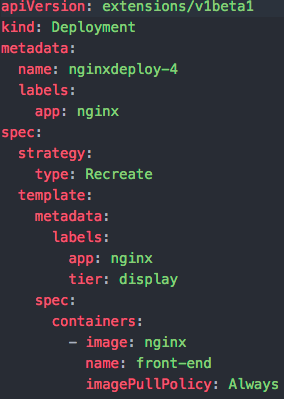 apiVersion: extensions/v1beta1
kind: Deployment
metadata:
  name: nginxdeploy-4
  labels:
    app: nginx
spec:
  strategy:
    type: Recreate
  template:
    metadata:
      labels:
        app: nginx
        tier: display
    spec:
      containers:
        - image: nginx
          name: front-end
          imagePullPolicy: Always